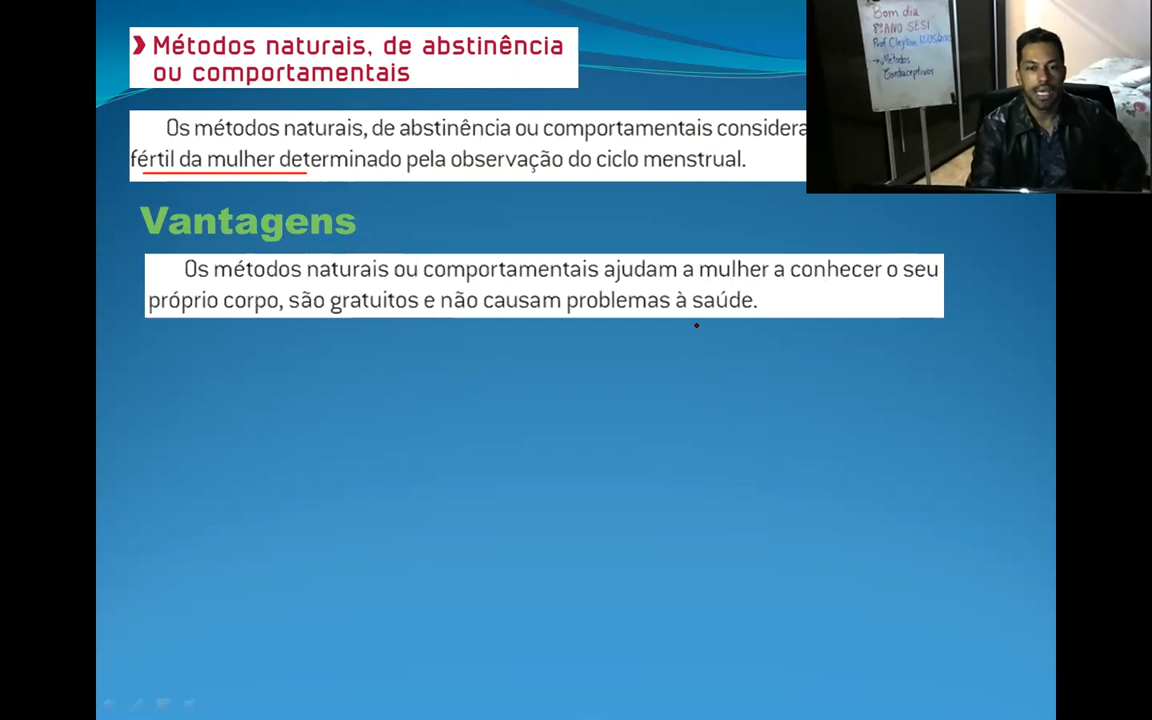 ❯ Métodos naturais, de abstinência
ou comportamentais
Os métodos naturais, de abstinência ou comportamentais considera
fértil da mulher determinado pela observação do ciclo menstrual.
Vantagens
Os métodos naturais ou comportamentais ajudam a mulher a conhecer o seu
próprio corpo, são gratuitos e não causam problemas à saúde.
Bom dia
8º ANO SESI
Prof Cleyton
→ Métodos
Contraceptivos